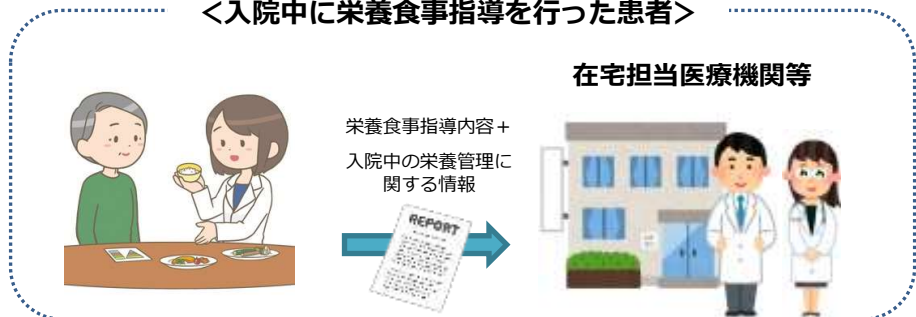 ＜入院中に栄養食事指導を行った患者＞
在宅担当医療機関等
栄養食事指導内容＋
入院中の栄養管理に
関する情報
REPORT